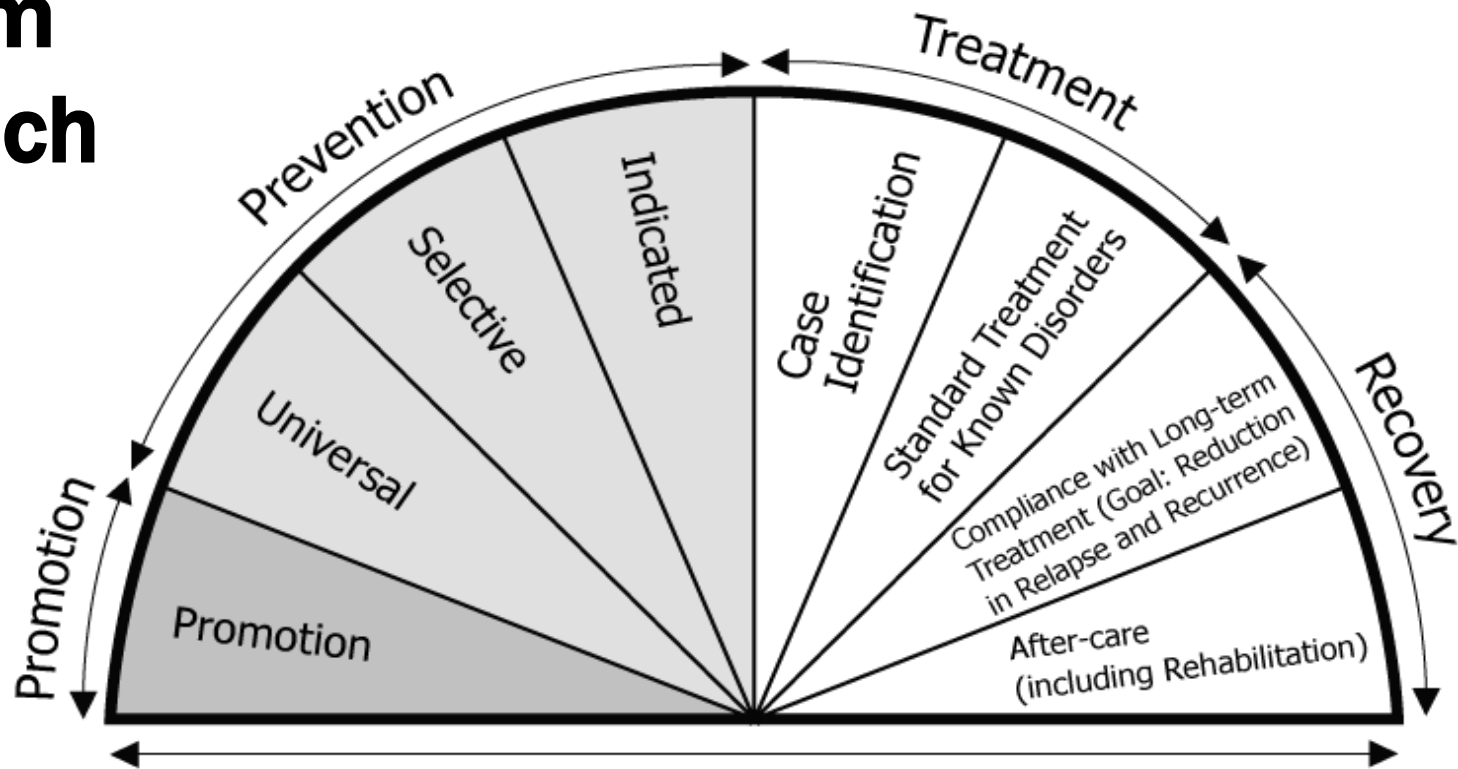 m
ch
Prevention
Treatment
Promotion
Recovery
Promotion
Universal
Selective
Indicated
Case
Identification
Standard Treatment
for Known Disorders
Compliance with Long-term
Treatment (Goal: Reduction
in Relapse and Recurrence)
After-care
(including Rehabilitation)